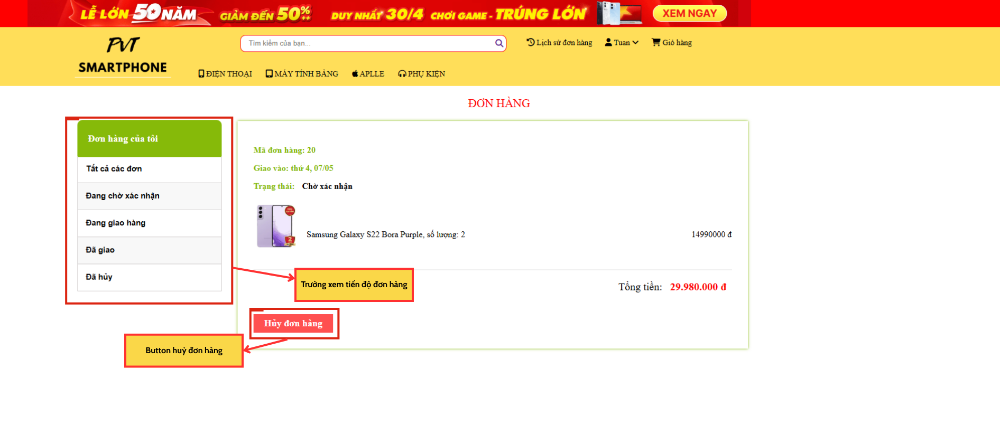 LỄ LỚN 50 NĂM GIẢM ĐẾN 50%++ DUY NHẤT 30/4 CHƠI GAME - TRÚNG LỚN XEM NGAY
PVT
SMARTPHONE
Tìm kiếm của bạn...
Lịch sử đơn hàng
Tuan
Giỏ hàng
ĐIỆN THOẠI
MÁY TÍNH BẢNG
APLLE
PHỤ KIỆN
ĐƠN HÀNG
Đơn hàng của tôi
Tất cả các đơn
Đang chờ xác nhận
Đang giao hàng
Đã giao
Đã hủy
Mã đơn hàng: 20
Giao vào: thứ 4, 07/05
Trạng thái: Chờ xác nhận
Samsung Galaxy S22 Bora Purple, số lượng: 2
14990000 đ
Trường xem tiến độ đơn hàng
Tổng tiền: 29.980.000 đ
Hủy đơn hàng
Button huỷ đơn hàng